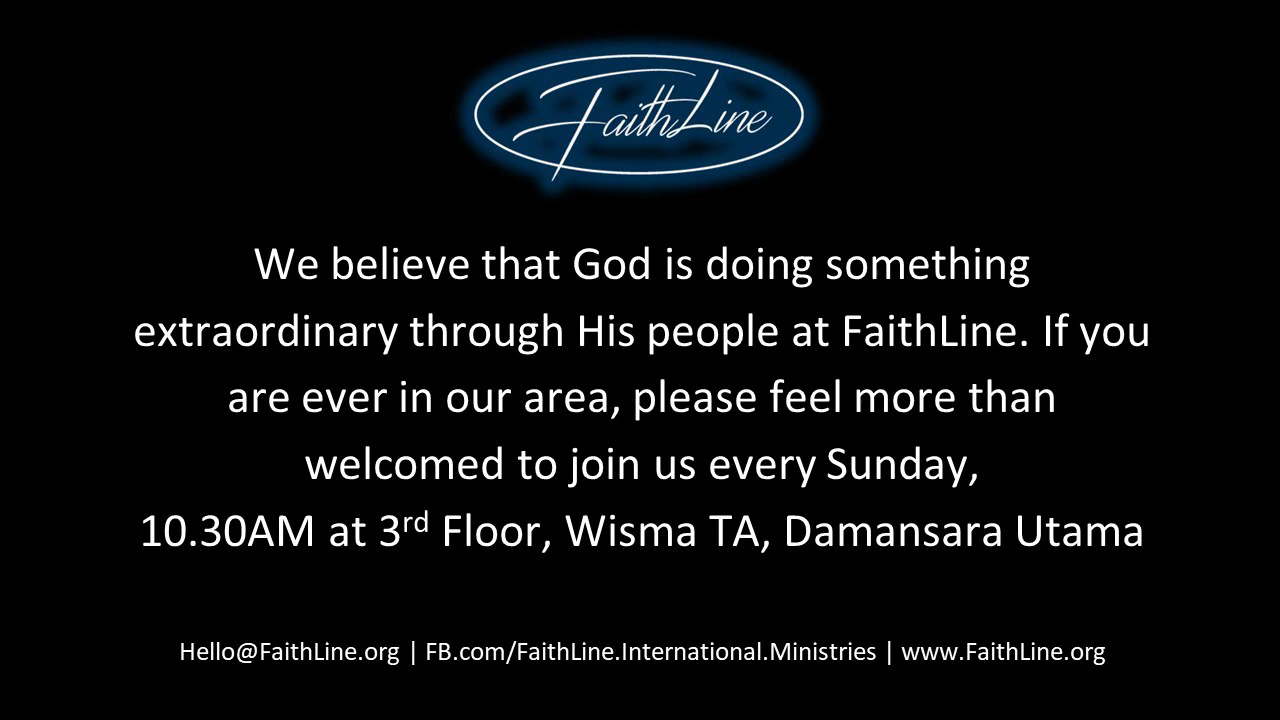 FaithLine
We believe that God is doing something
extraordinary through His people at FaithLine. If you
are ever in our area, please feel more than
welcomed to join us every Sunday,
10.30AM at 3rd Floor, Wisma TA, Damansara Utama
Hello@FaithLine.org | FB.com/FaithLine.International.Ministries | www.FaithLine.org